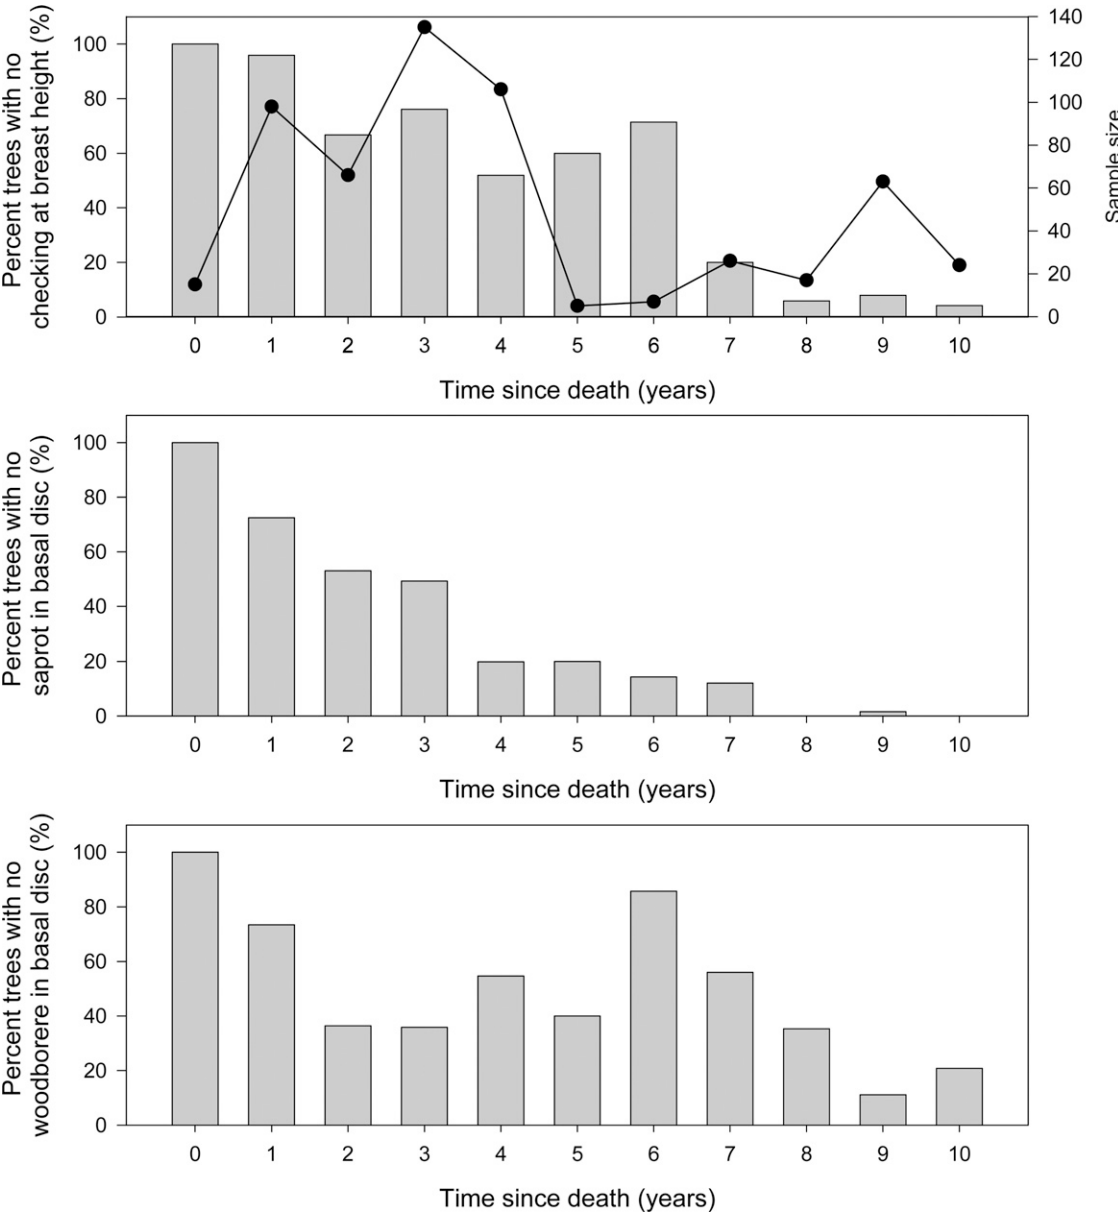 Percent trees with no
checking at breast height (%)
100
80
60
40
20
0
140
120
100
80
60
40
20
0
Sample size
0 1 2 3 4 5 6 7 8 9 10
Time since death (years)
Percent trees with no
saprot in basal disc (%)
100
80
60
40
20
0
0 1 2 3 4 5 6 7 8 9 10
Time since death (years)
Percent trees with no
woodborere in basal disc (%)
100
80
60
40
20
0
0 1 2 3 4 5 6 7 8 9 10
Time since death (years)